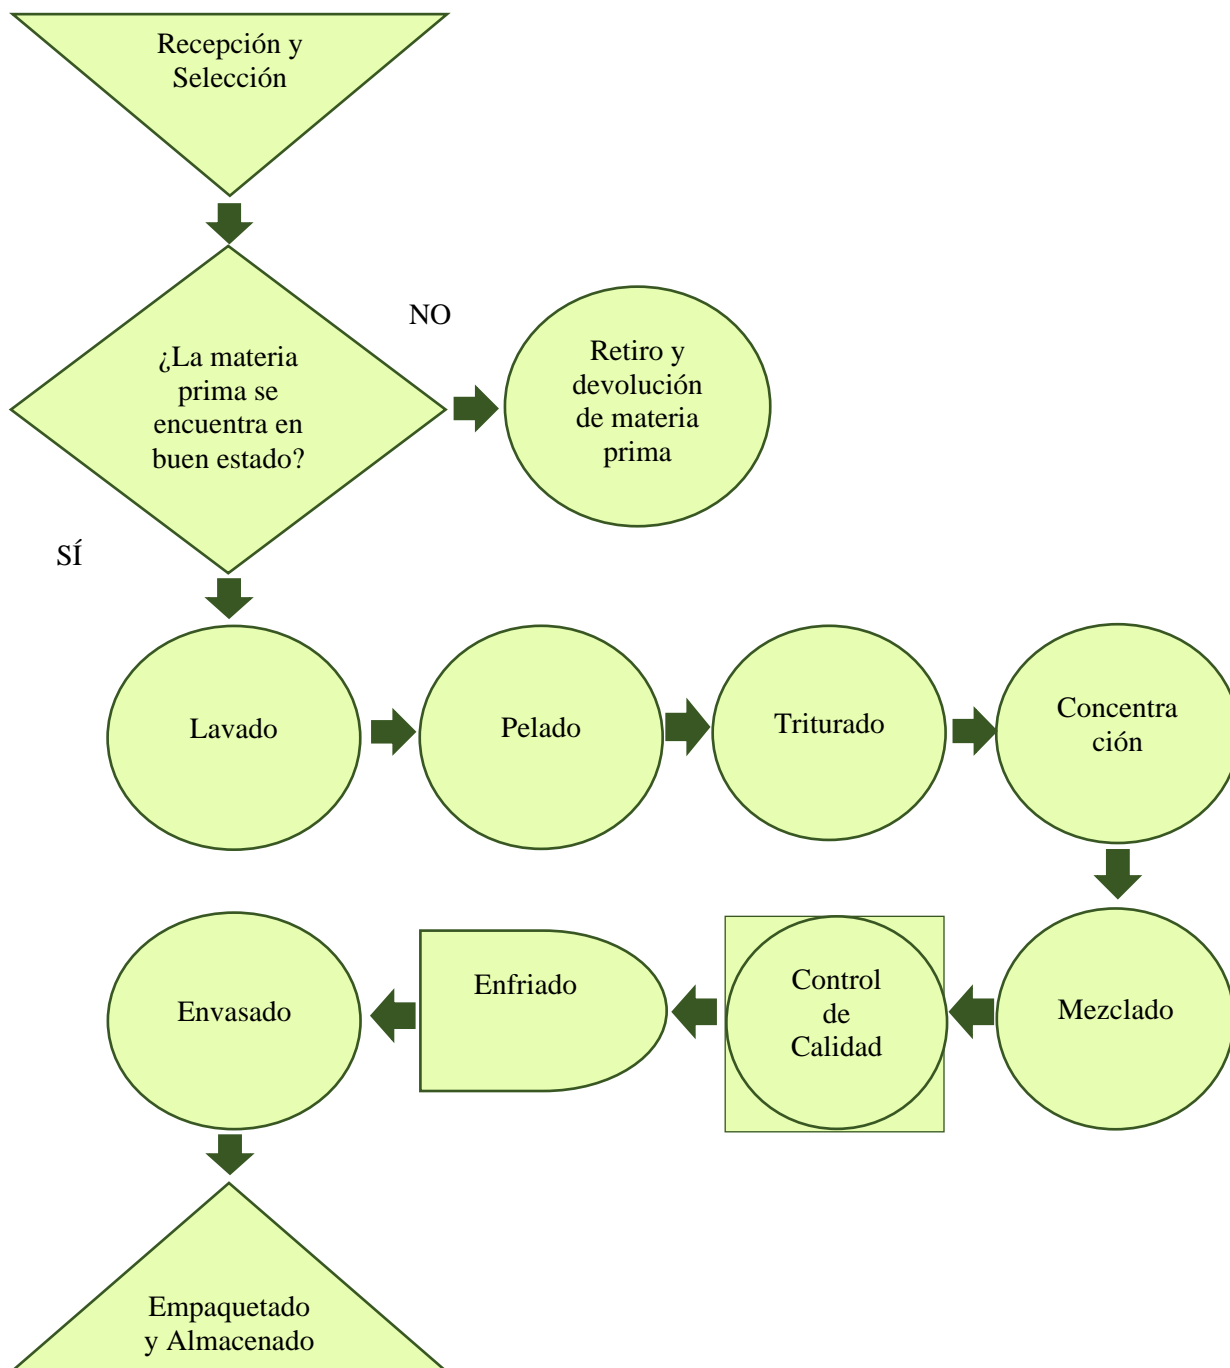 Recepción y
Selección
NO
¿La materia
prima se
encuentra en
buen estado?
Retiro y
devolución
de materia
prima
SÍ
Lavado
Pelado
Triturado
Concentra
ción
Envasado
Enfriado
Control
de
Calidad
Mezclado
Empaquetado
y Almacenado